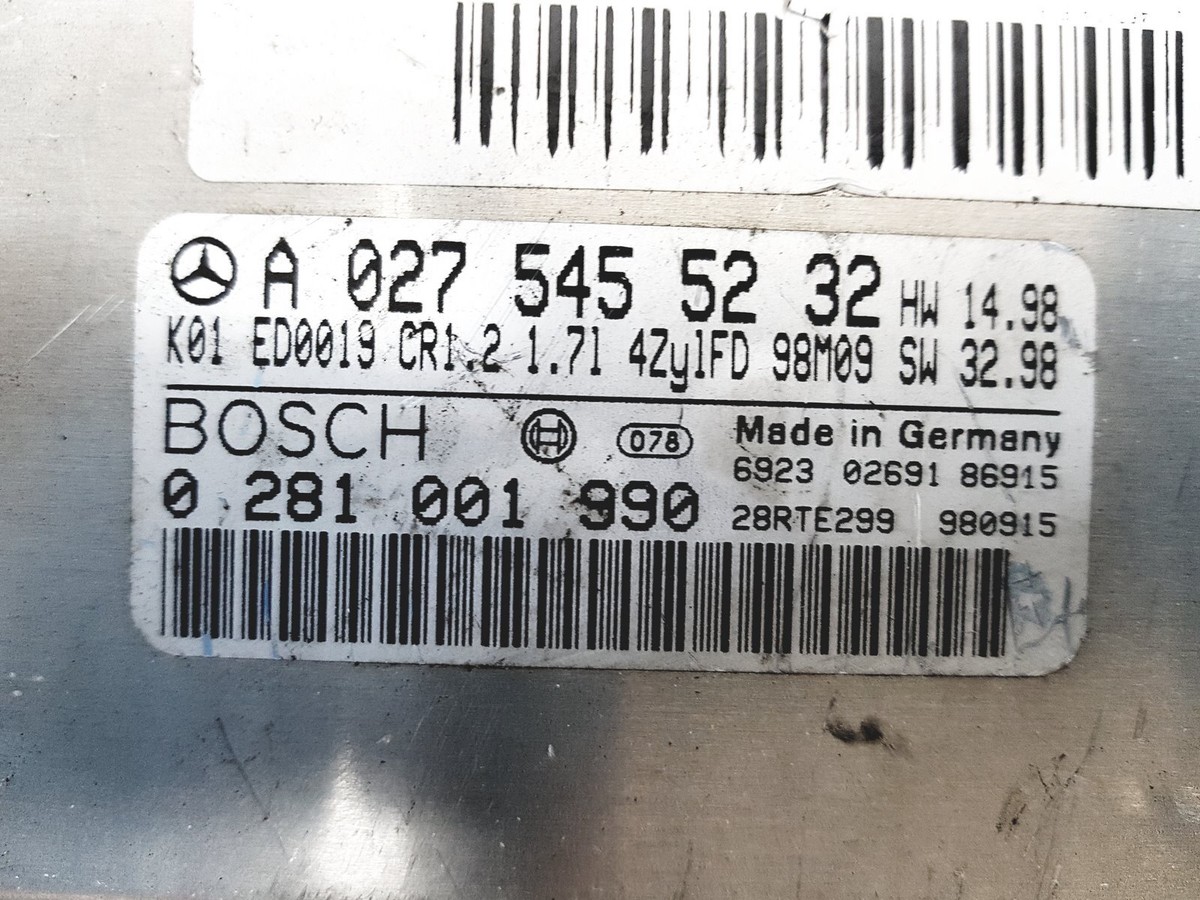 A 027 545 52 32 HW 14.98
K01 ED0019 CR1.2 1.7l 4ZylFD 98M09 SW 32.98
BOSCH 078 Made in Germany
6923 02691 86915
0 281 001 990
28RTE299 980915